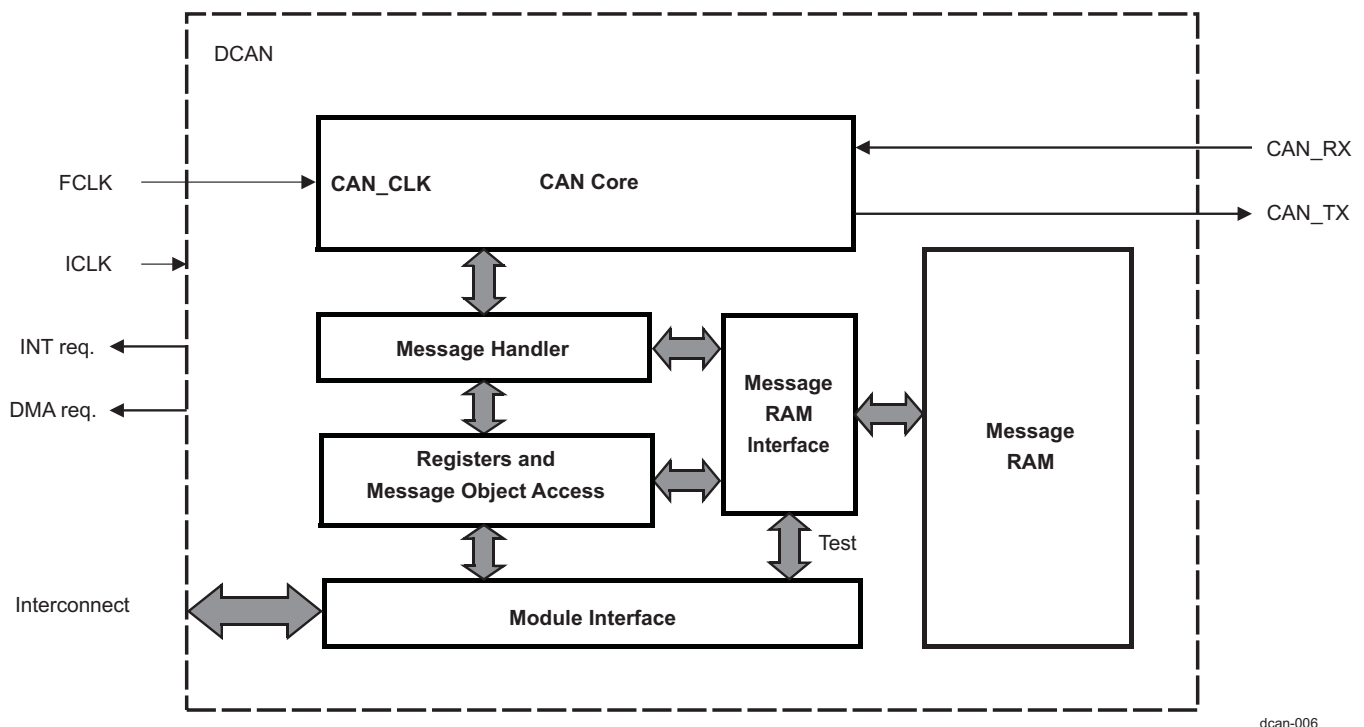 DCAN
CAN_RX
FCLK
CAN_CLK
CAN Core
CAN_TX
ICLK
INT req.
Message Handler
DMA req.
Message
RAM
Interface
Message
RAM
Registers and
Message Object Access
Test
Interconnect
Module Interface
dcan-006